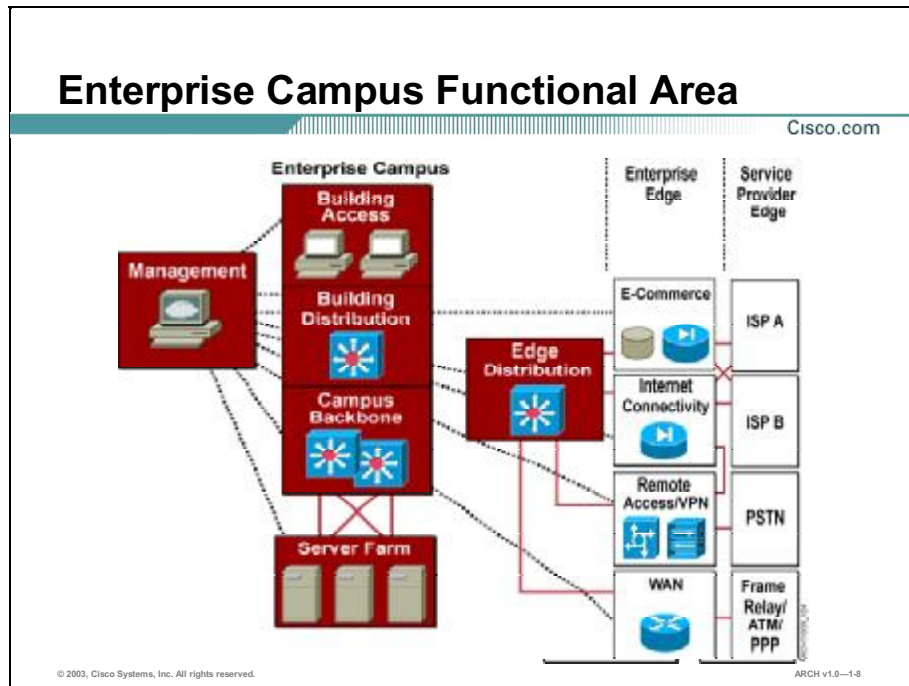 Enterprise Campus Functional Area
Cisco.com
Enterprise Campus
Building
Access
Management
Building
Distribution
Campus
Backbone
Server Farm
Edge
Distribution
Enterprise
Edge
Service
Provider
Edge
E-Commerce
Internet
Connectivity
Remote
Access/VPN
WAN
ISP A
ISP B
PSTN
Frame
Relay/
ATM/
PPP
© 2003, Cisco Systems, Inc. All rights reserved.
ARCH v1.0—1-8